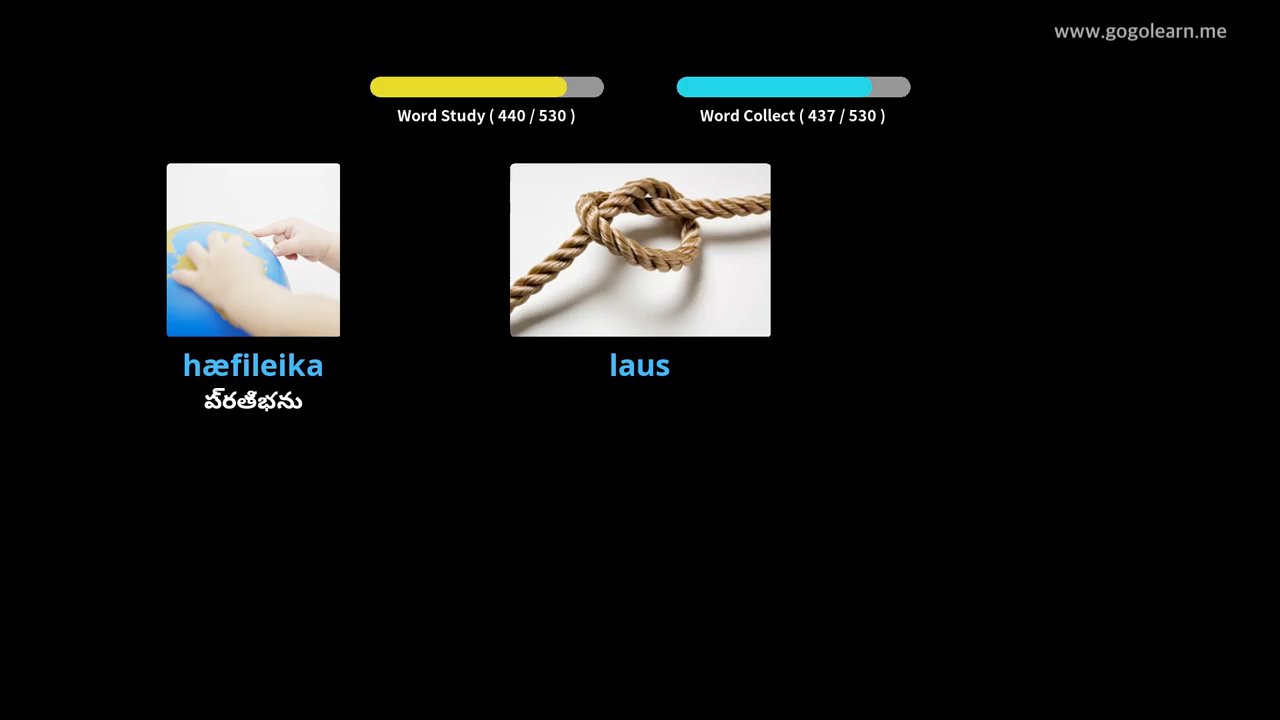 www.gogolearn.me
Word Study ( 440 / 530 )
Word Collect ( 437 / 530 )
hæfileika
laus
ప్రతిభను